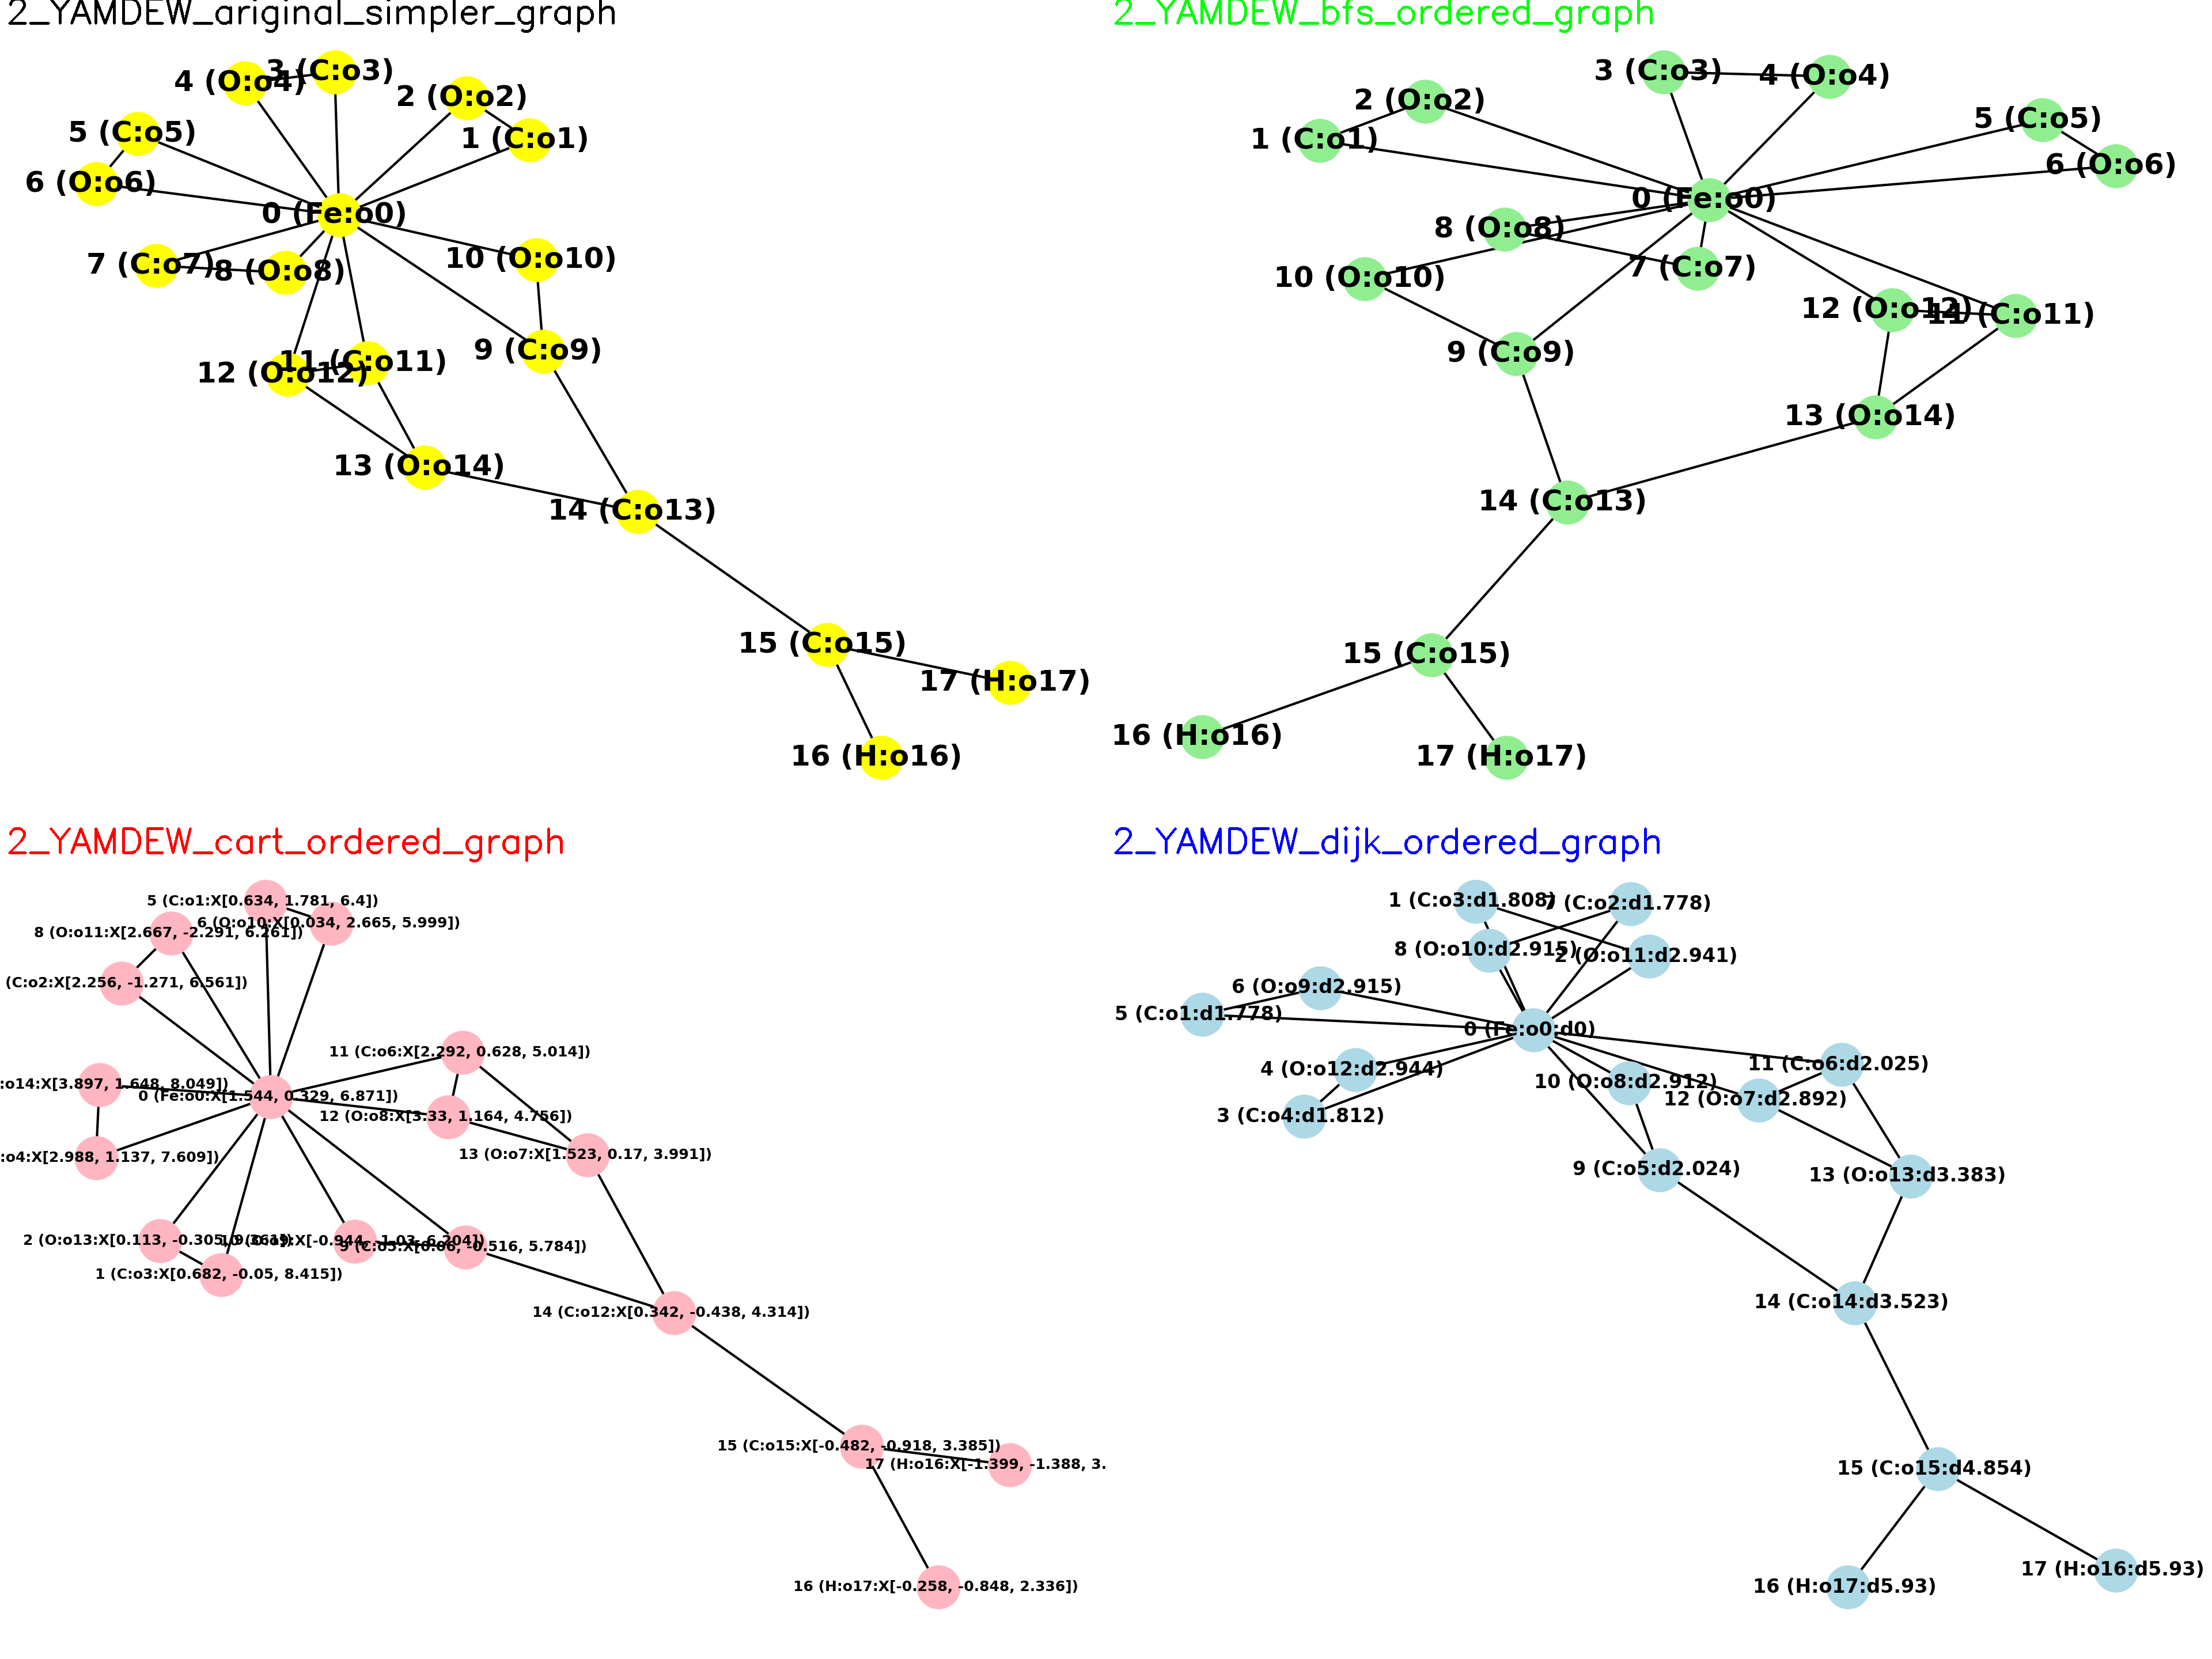 2_YAMDEW_ariginal_simpler_graph
4 (O:o4)
3 (C:o3)
2 (O:o2)
5 (C:o5)
1 (C:o1)
6 (O:o6)
0 (Fe:o0)
7 (C:o7)
8 (O:o8)
10 (O:o10)
12 (O:o12)
11 (C:o11)
9 (C:o9)
13 (O:o14)
14 (C:o13)
15 (C:o15)
17 (H:o17)
16 (H:o16)
2_YAMDEW_bfs_ordered_graph
3 (C:o3)
4 (O:o4)
2 (O:o2)
5 (C:o5)
1 (C:o1)
6 (O:o6)
0 (Fe:o0)
8 (O:o8)
7 (C:o7)
10 (O:o10)
12 (O:o12)
11 (C:o11)
9 (C:o9)
13 (O:o14)
14 (C:o13)
15 (C:o15)
16 (H:o16)
17 (H:o17)
2_YAMDEW_cart_ordered_graph
5 (C:o1:X[0.634, 1.781, 6.4])
6 (O:o10:X[0.034, 2.665, 5.999])
8 (O:o11:X[2.667, -2.291, 6.261])
(C:o2:X[2.256, -1.271, 6.561])
11 (C:o6:X[2.292, 0.628, 5.014])
:o14:X[3.897, 1.648, 8.049])
0 (Fe:o0:X[1.544, 0.329, 6.871])
12 (O:o8:X[3.33, 1.164, 4.756])
:o4:X[2.988, 1.137, 7.609])
13 (O:o7:X[1.523, 0.17, 3.991])
2 (O:o13:X[0.113, -0.305, 9.361])
10 (O:o9:X[-0.944, -1.03, 6.204])
9 (C:o5:X[0.06, -0.516, 5.784])
1 (C:o3:X[0.682, -0.05, 8.415])
14 (C:o12:X[0.342, -0.438, 4.314])
15 (C:o15:X[-0.482, -0.918, 3.385])
17 (H:o16:X[-1.399, -1.388, 3.
16 (H:o17:X[-0.258, -0.848, 2.336])
2_YAMDEW_dijk_ordered_graph
1 (C:o3:d1.808)
7 (C:o2:d1.778)
8 (O:o10:d2.915)
2 (O:o11:d2.941)
6 (O:o9:d2.915)
5 (C:o1:d1.778)
0 (Fe:o0:d0)
4 (O:o12:d2.944)
11 (C:o6:d2.025)
10 (O:o8:d2.912)
12 (O:o7:d2.892)
3 (C:o4:d1.812)
9 (C:o5:d2.024)
13 (O:o13:d3.383)
14 (C:o14:d3.523)
15 (C:o15:d4.854)
17 (H:o16:d5.93)
16 (H:o17:d5.93)